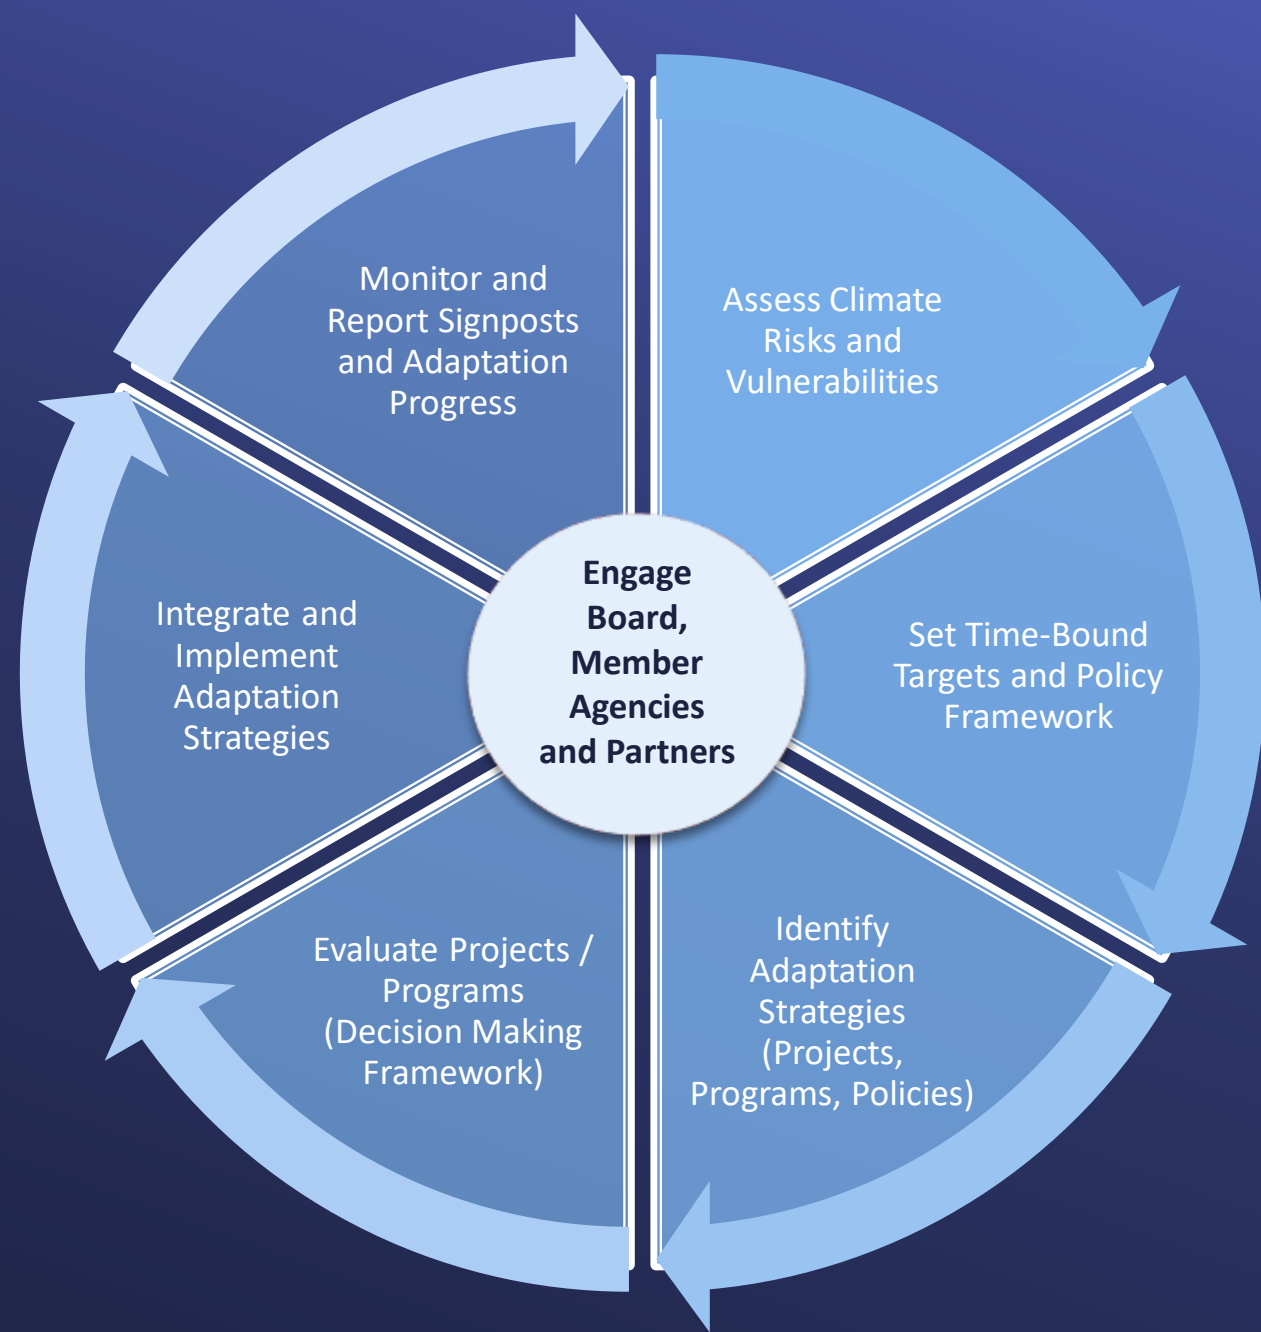 Assess Climate
Risks and
Vulnerabilities
Set Time-Bound
Targets and Policy
Framework
Identify
Adaptation
Strategies
(Projects,
Programs, Policies)
Evaluate Projects /
Programs
(Decision Making
Framework)
Integrate and
Implement
Adaptation
Strategies
Monitor and
Report Signposts
and Adaptation
Progress
Engage
Board,
Member
Agencies
and Partners